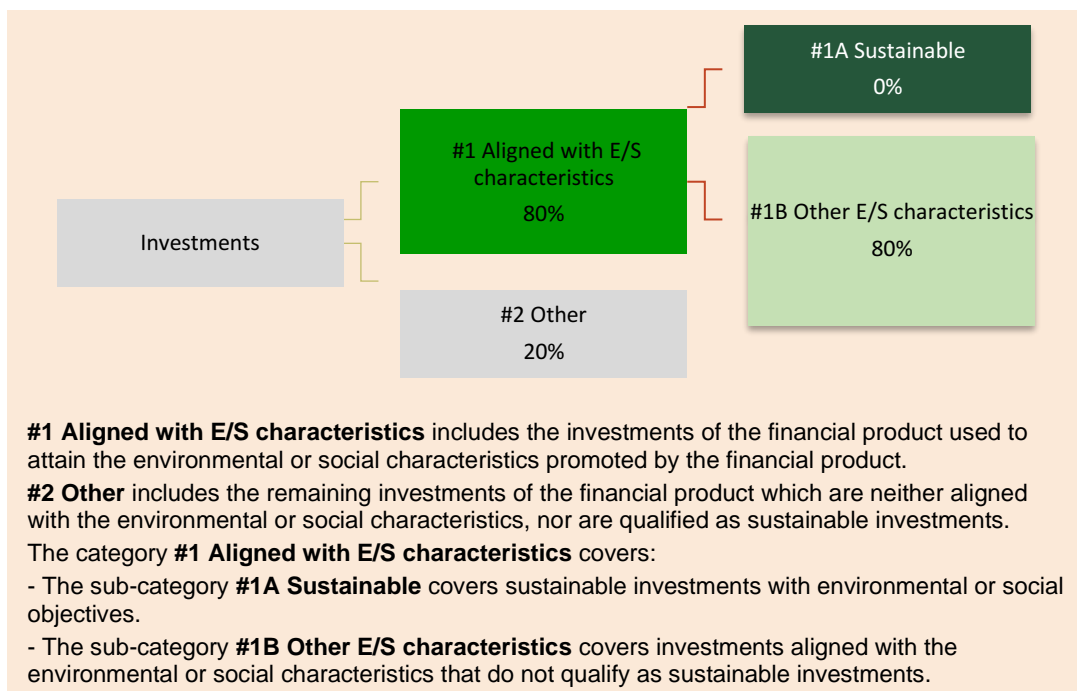 #1A Sustainable
0%
#1 Aligned with E/S
characteristics
80%
#1B Other E/S characteristics
80%
Investments
#2 Other
20%
#1 Aligned with E/S characteristics includes the investments of the financial product used to
attain the environmental or social characteristics promoted by the financial product.
#2 Other includes the remaining investments of the financial product which are neither aligned
with the environmental or social characteristics, nor are qualified as sustainable investments.
The category #1 Aligned with E/S characteristics covers:
- The sub-category #1A Sustainable covers sustainable investments with environmental or social
objectives.
- The sub-category #1B Other E/S characteristics covers investments aligned with the
environmental or social characteristics that do not qualify as sustainable investments.